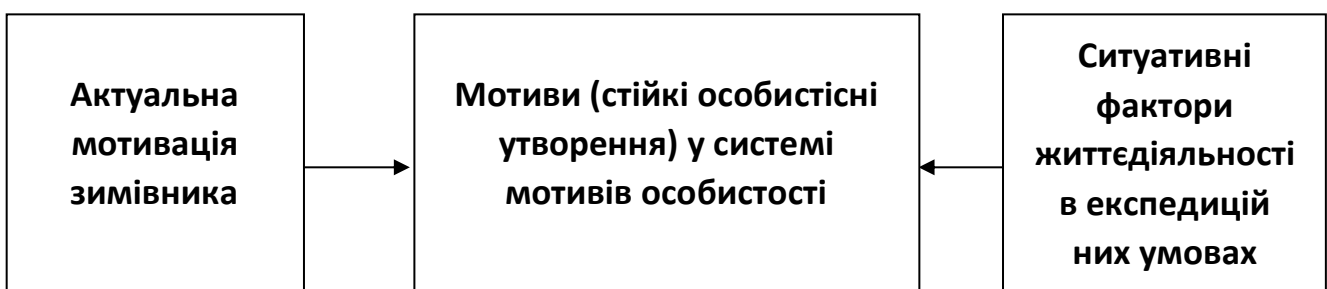 Актуальна
мотивація
зимівника
Мотиви (стійкі особистісні
утворення) у системі
мотивів особистості
Ситуативні
фактори
життєдіяльності
в експедицій
них умовах